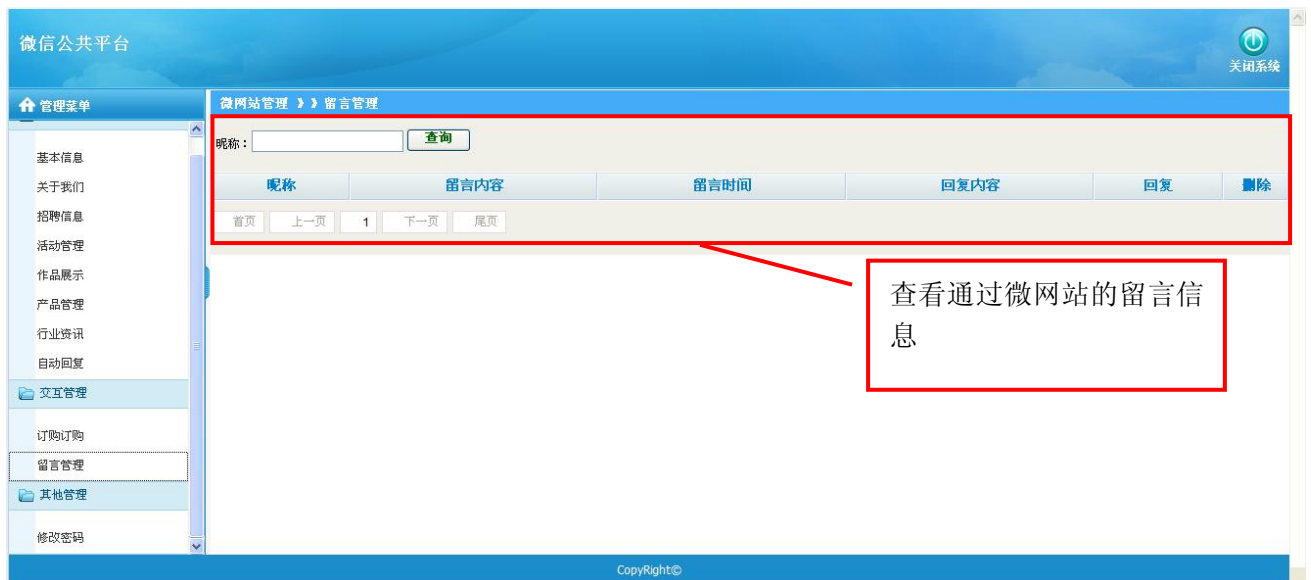 微信公共平台
关闭系统
管理菜单
微网站管理 》》留言管理
昵称：
查询
基本信息
关于我们
招聘信息
活动管理
作品展示
产品管理
行业资讯
自动回复
交互管理
订购订购
留言管理
其他管理
修改密码
昵称 留言内容 留言时间 回复内容 回复 删除
首页 上一页 1 下一页 尾页
查看通过微网站的留言信
息
CopyRight©